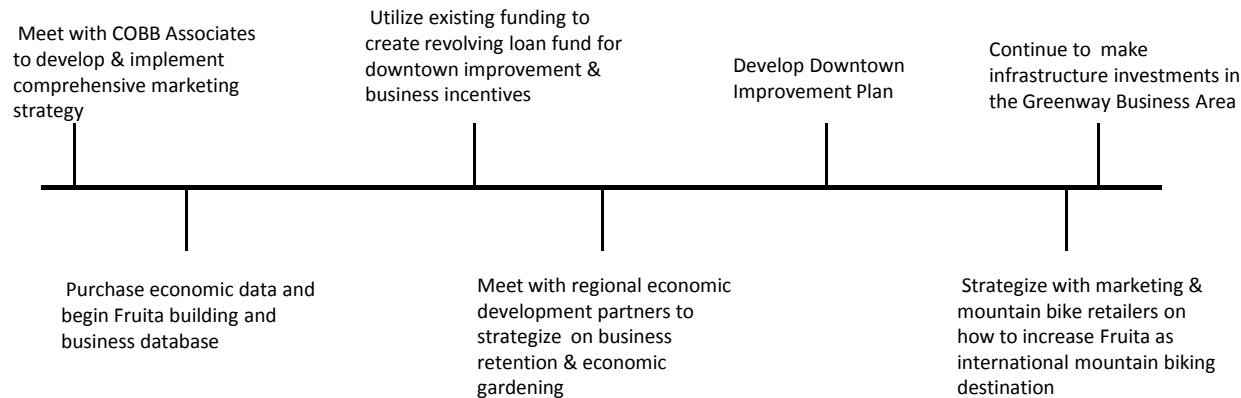 Meet with COBB Associates
to develop & implement
comprehensive marketing
strategy
Utilize existing funding to
create revolving loan fund for
downtown improvement &
business incentives
Develop Downtown
Improvement Plan
Continue to make
infrastructure investments in
the Greenway Business Area
Purchase economic data and
begin Fruita building and
business database
Meet with regional economic
development partners to
strategize on business
retention & economic
gardening
Strategize with marketing &
mountain bike retailers on
how to increase Fruita as
international mountain biking
destination